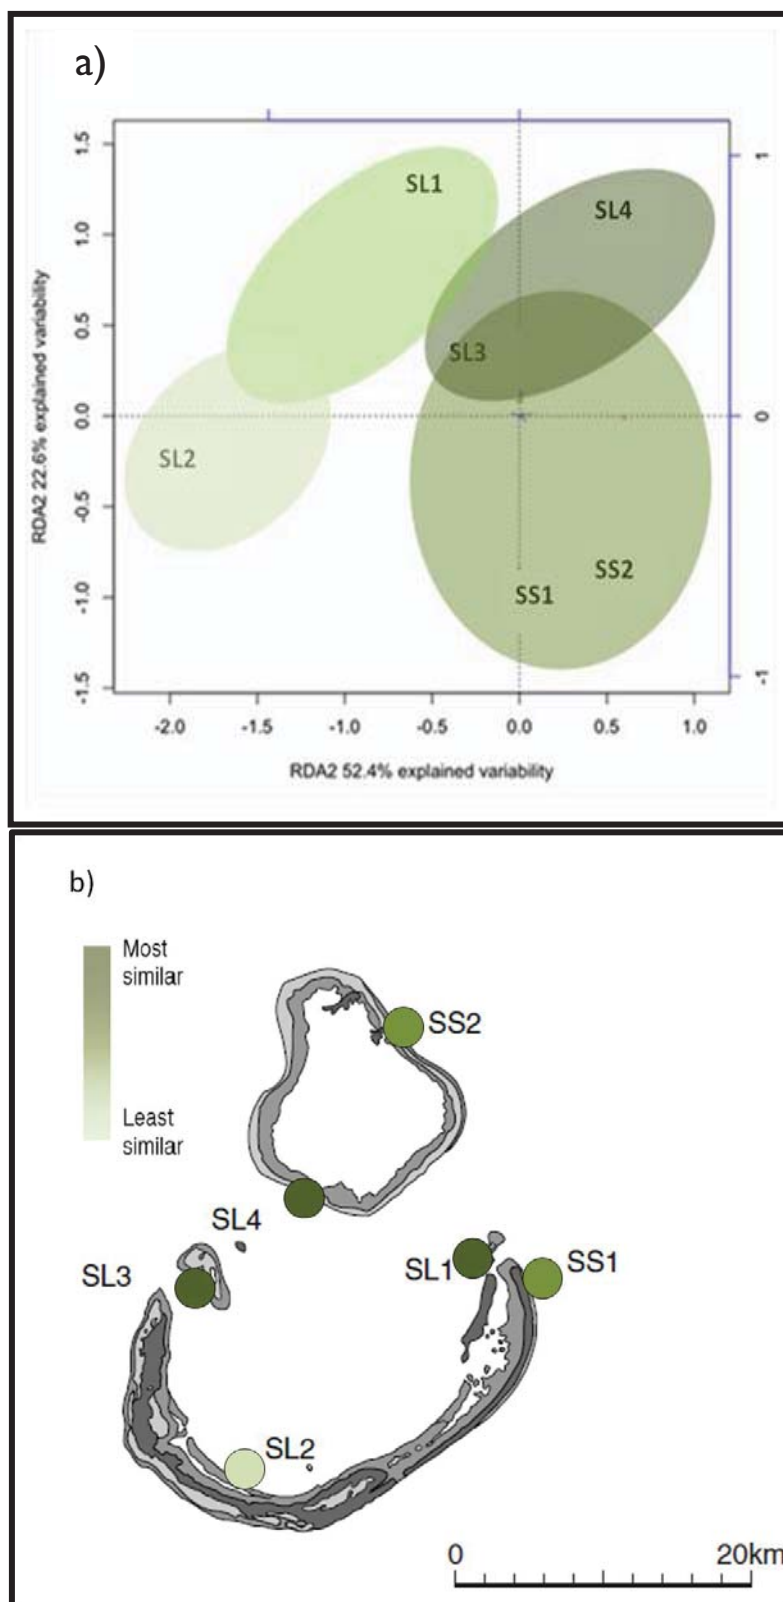 a)
1.5
1.0
0.5
0.0
-0.5
-1.0
-1.5
RDA2 22.6% explained variability
SL1
SL4
SL3
SL2
SS2
SS1
1
0
-1
-2.0 -1.5 -1.0 -0.5 0.0 0.5 1.0
RDA2 52.4% explained variability
b)
Most
similar
Least
similar
SS2
SL4
SL3
SL1
SS1
SL2
0 20km